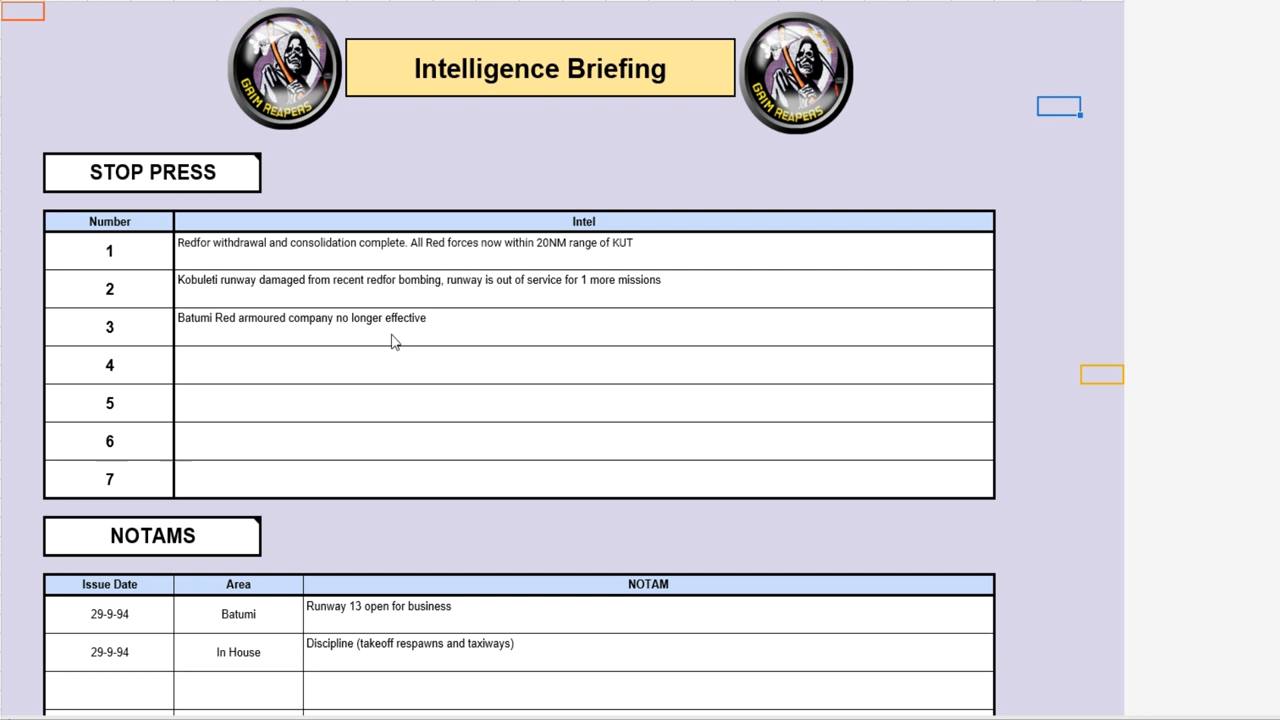 GRIM REAPERS
Intelligence Briefing
GRIM REAPERS
STOP PRESS
Number Intel
1 Redfor withdrawal and consolidation complete. All Red forces now within 20NM range of KUT
2 Kobuleti runway damaged from recent redfor bombing, runway is out of service for 1 more missions
3 Batumi Red armoured company no longer effective
4
5
6
7
NOTAMS
Issue Date Area NOTAM
29-9-94 Batumi Runway 13 open for business
29-9-94 In House Discipline (takeoff respawns and taxiways)